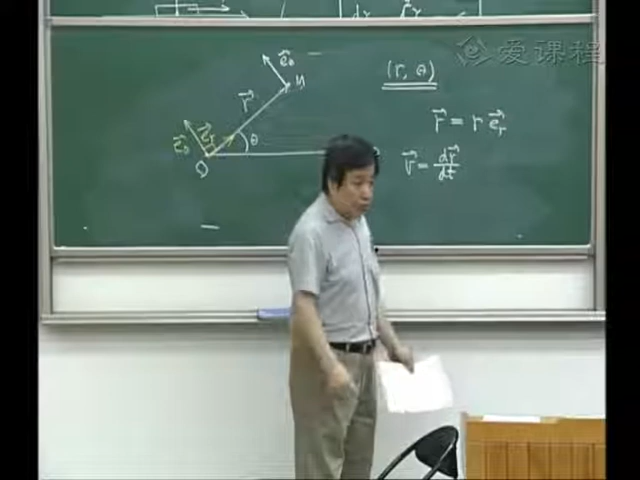 爱课程
(r, θ)
e⃗θ
M
r⃗
r⃗ = r e⃗r
e⃗θ e⃗r θ
v⃗ = dr⃗/dt
O